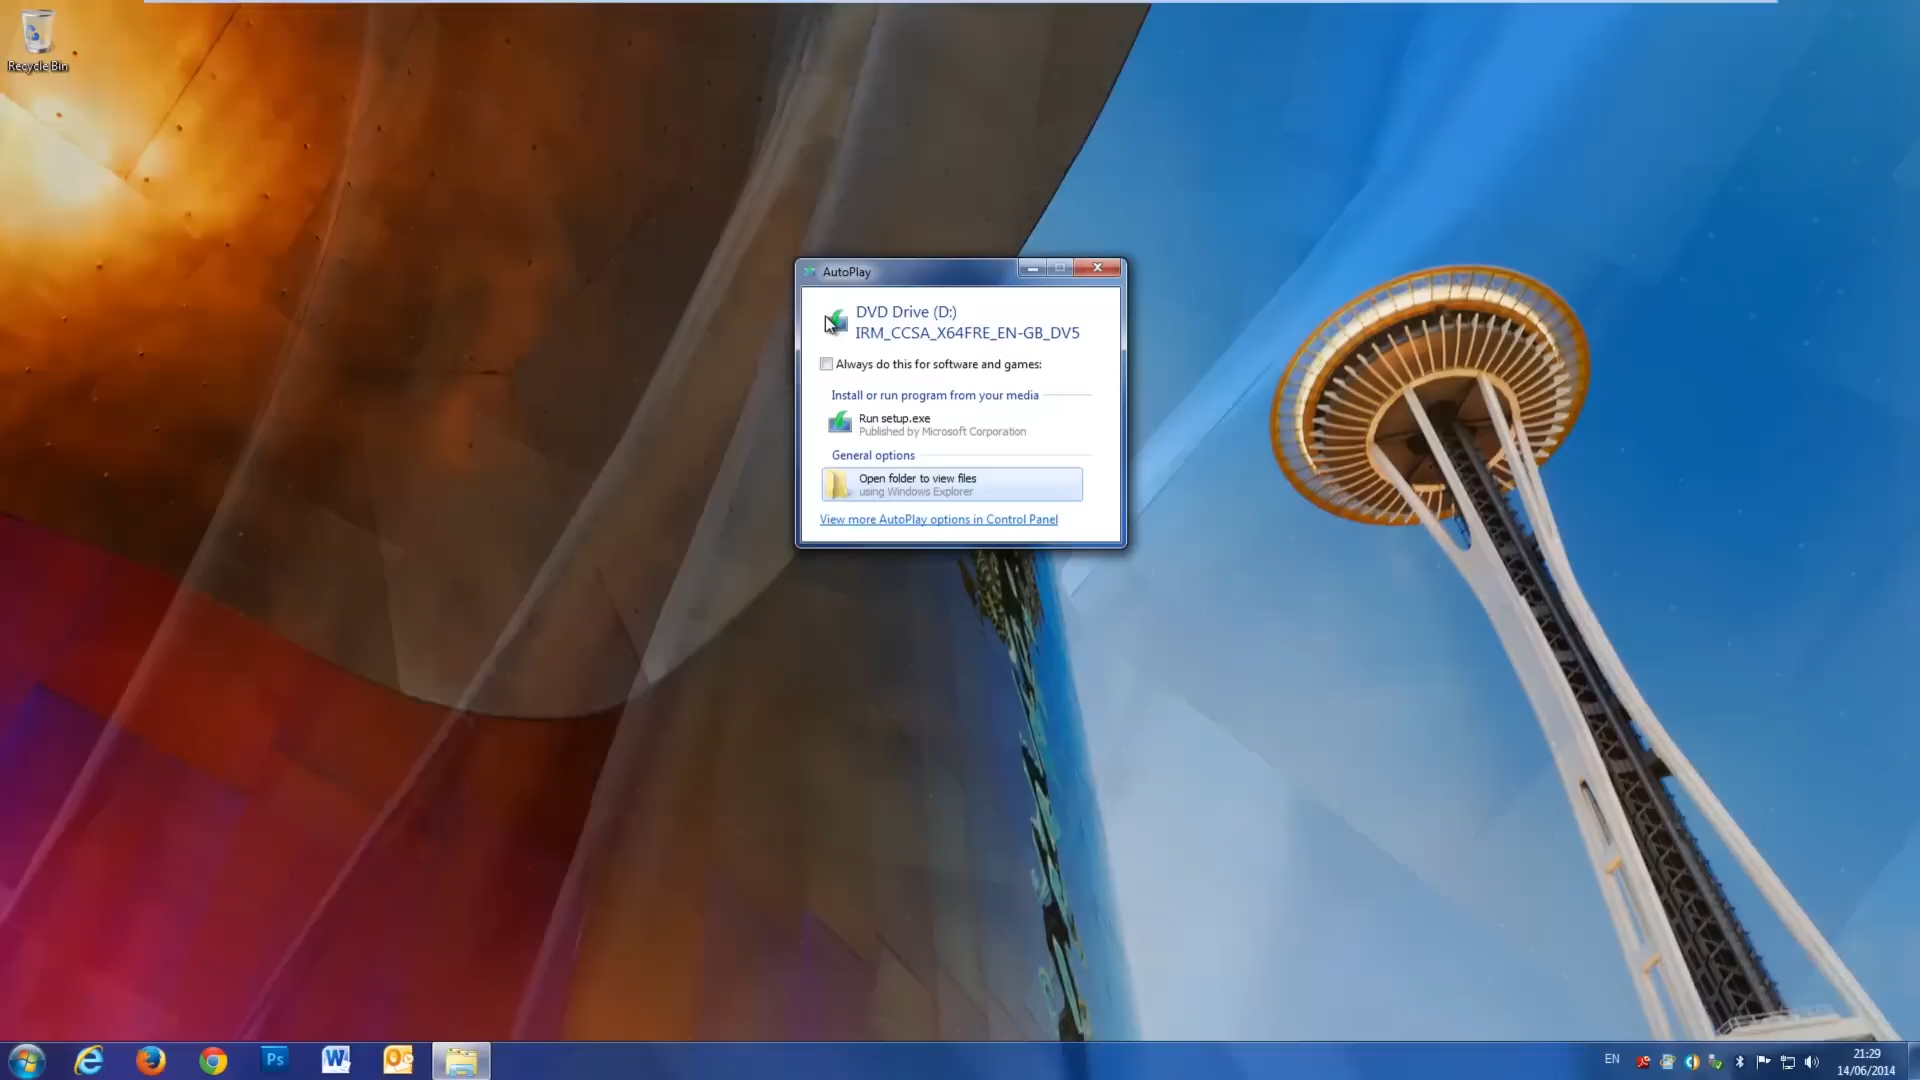 Recycle Bin
AutoPlay
DVD Drive (D:)
IRM_CCSA_X64FRE_EN-GB_DV5
Always do this for software and games:
Install or run program from your media
Run setup.exe
Published by Microsoft Corporation
General options
Open folder to view files
using Windows Explorer
View more AutoPlay options in Control Panel
Ps
W
EN
21:29
14/06/2014